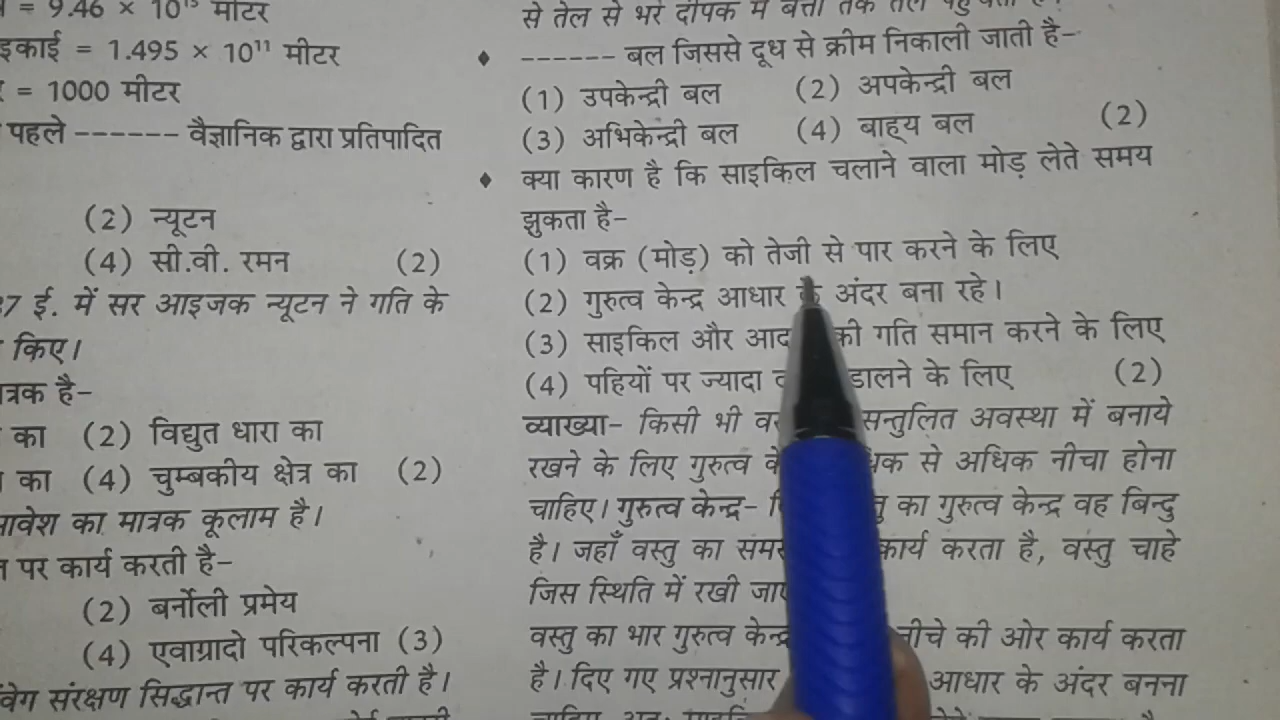 = 9.46 × 10¹⁵ मीटर
इकाई = 1.495 × 10¹¹ मीटर
= 1000 मीटर
पहले ------ वैज्ञानिक द्वारा प्रतिपादित
(2) न्यूटन
(4) सी.वी. रमन (2)
ई. में सर आइजक न्यूटन ने गति के
किए।
है-
का (2) विद्युत धारा का
का (4) चुम्बकीय क्षेत्र का (2)
का मात्रक कूलाम है।
पर कार्य करती है-
(2) बर्नोली प्रमेय
(4) एवाग्रादो परिकल्पना (3)
संरक्षण सिद्धान्त पर कार्य करती है।
से तेल से भरे दीपक में बत्ती तक तेल
♦ ------ बल जिससे दूध से क्रीम निकाली जाती है-
(1) उपकेन्द्री बल (2) अपकेन्द्री बल
(3) अभिकेन्द्री बल (4) बाह्य बल (2)
♦ क्या कारण है कि साइकिल चलाने वाला मोड़ लेते समय
झुकता है-
(1) वक्र (मोड़) को तेजी से पार करने के लिए
(2) गुरुत्व केन्द्र आधार के अंदर बना रहे।
(3) साइकिल और की गति समान करने के लिए
(4) पहियों पर ज्यादा डालने के लिए (2)
व्याख्या- किसी भी सन्तुलित अवस्था में बनाये
रखने के लिए गुरुत्व से अधिक नीचा होना
चाहिए। गुरुत्व केन्द्र- का गुरुत्व केन्द्र वह बिन्दु
है। जहाँ वस्तु का कार्य करता है, वस्तु चाहे
जिस स्थिति में रखी
वस्तु का भार गुरुत्व केन्द्र नीचे की ओर कार्य करता
है। दिए गए प्रश्नानुसार आधार के अंदर बनना